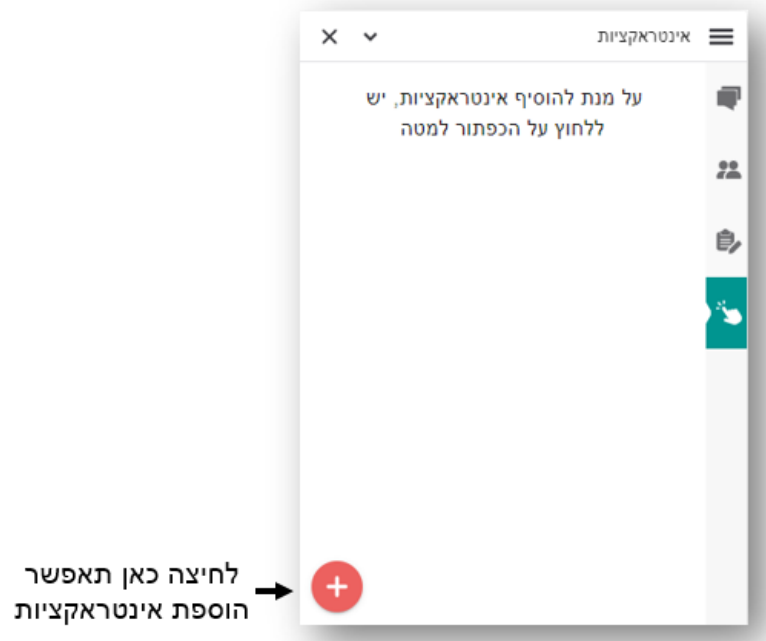 אינטראקציות
על מנת להוסיף אינטראקציות, יש
ללחוץ על הכפתור למטה
לחיצה כאן תאפשר
הוספת אינטראקציות